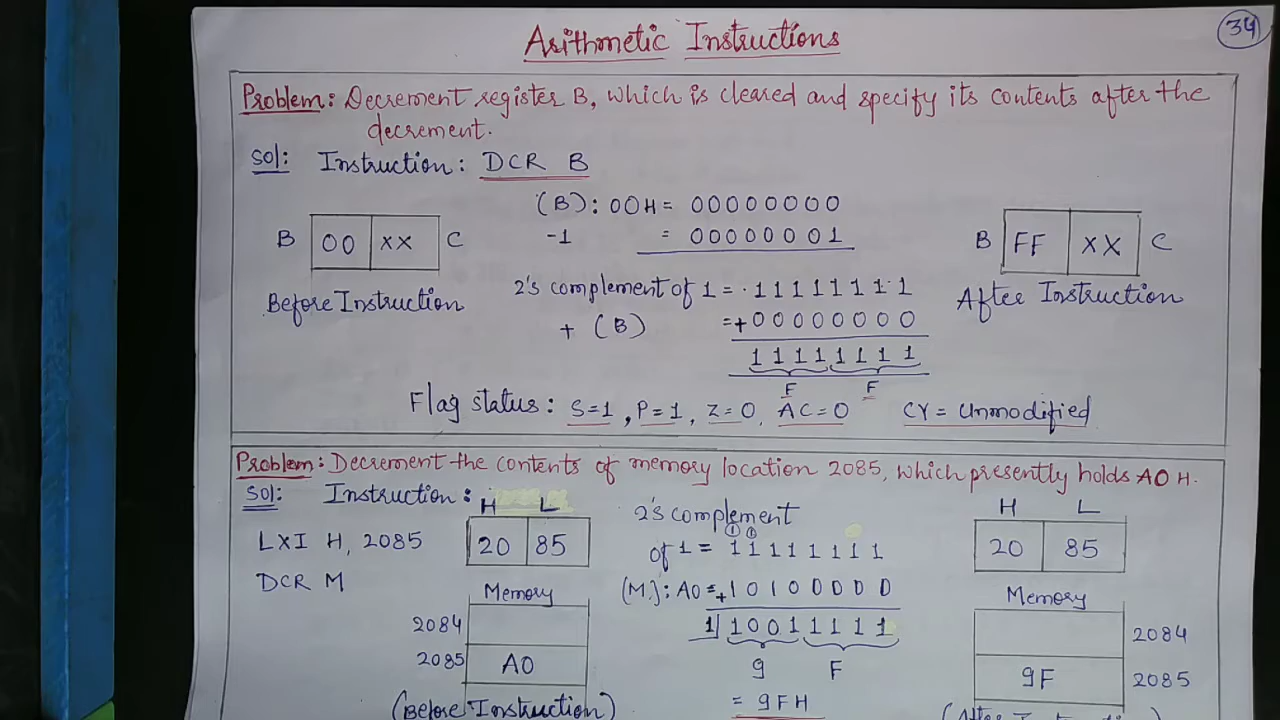 34
Arithmetic Instructions
Problem: Decrement register B, which is cleared and specify its contents after the
decrement.
Sol: Instruction: DCR B
(B): 00H = 00000000
-1 = 00000001
B 00 XX C
B FF XX C
Before Instruction
2's complement of 1 = 11111111
After Instruction
+ (B) =+00000000
11111111
F F
Flag status: S=1, P=1, Z=0, AC=0 CY = Unmodified
Problem: Decrement the contents of memory location 2085, which presently holds A0 H.
Sol: Instruction:
H L
LXI H, 2085
20 85
DCR M
2's complement
① ①
of 1 = 11111111
(M): A0 =+10100000
1 10011111
9 F
= 9FH
H L
20 85
Memory
2084
2085 A0
(Before Instruction)
Memory
2084
9F 2085